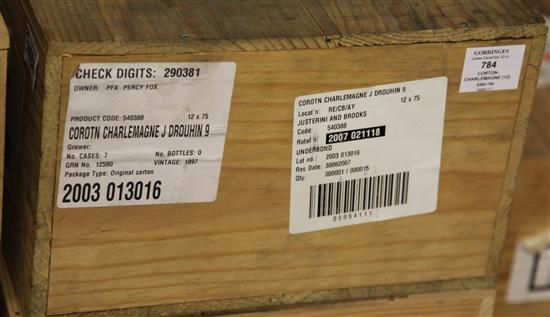 CHECK DIGITS: 290381
OWNER: PFX PERCY FOX
PRODUCT CODE: 540388 12 x 75
COROTN CHARLEMAGNE J DROUHIN 9
Grower:
No. CASES: 7 No. BOTTLES: 0
GRN No. 12580 VINTAGE: 1997
Package Type: Original carton
2003 013016
COROTN CHARLEMAGNE J DROUHIN 9
Locat'n: RE/CB/AY 12 x 75
JUSTERINI AND BROOKS
Code: 540388
Rotat'n 2007 021118
UNDERBOND
Lot no.: 2003 013016
Rec Date: 30082007
Qty: 000001 / 000015
00054111
GORRINGES
784
CORTON-
CHARLEMAGNE (12)